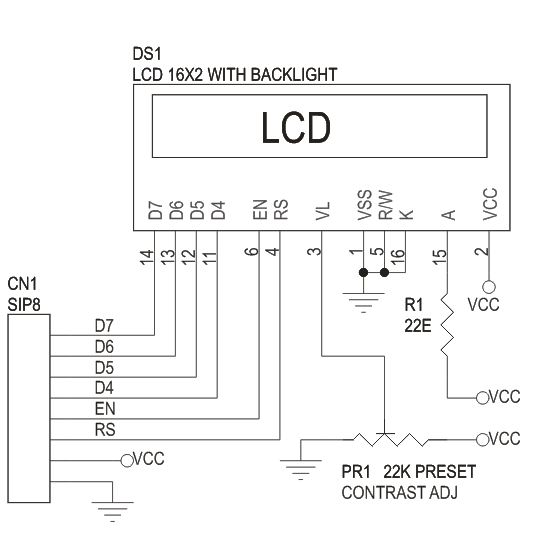 DS1
LCD 16X2 WITH BACKLIGHT
LCD
D7 D6 D5 D4 EN RS VL VSS R/W K A VCC
14 13 12 11 6 4 3 1 5 16 15 2
CN1
SIP8
R1
22E
VCC
D7
D6
D5
D4
VCC
EN
RS
VCC
VCC
PR1 22K PRESET
CONTRAST ADJ